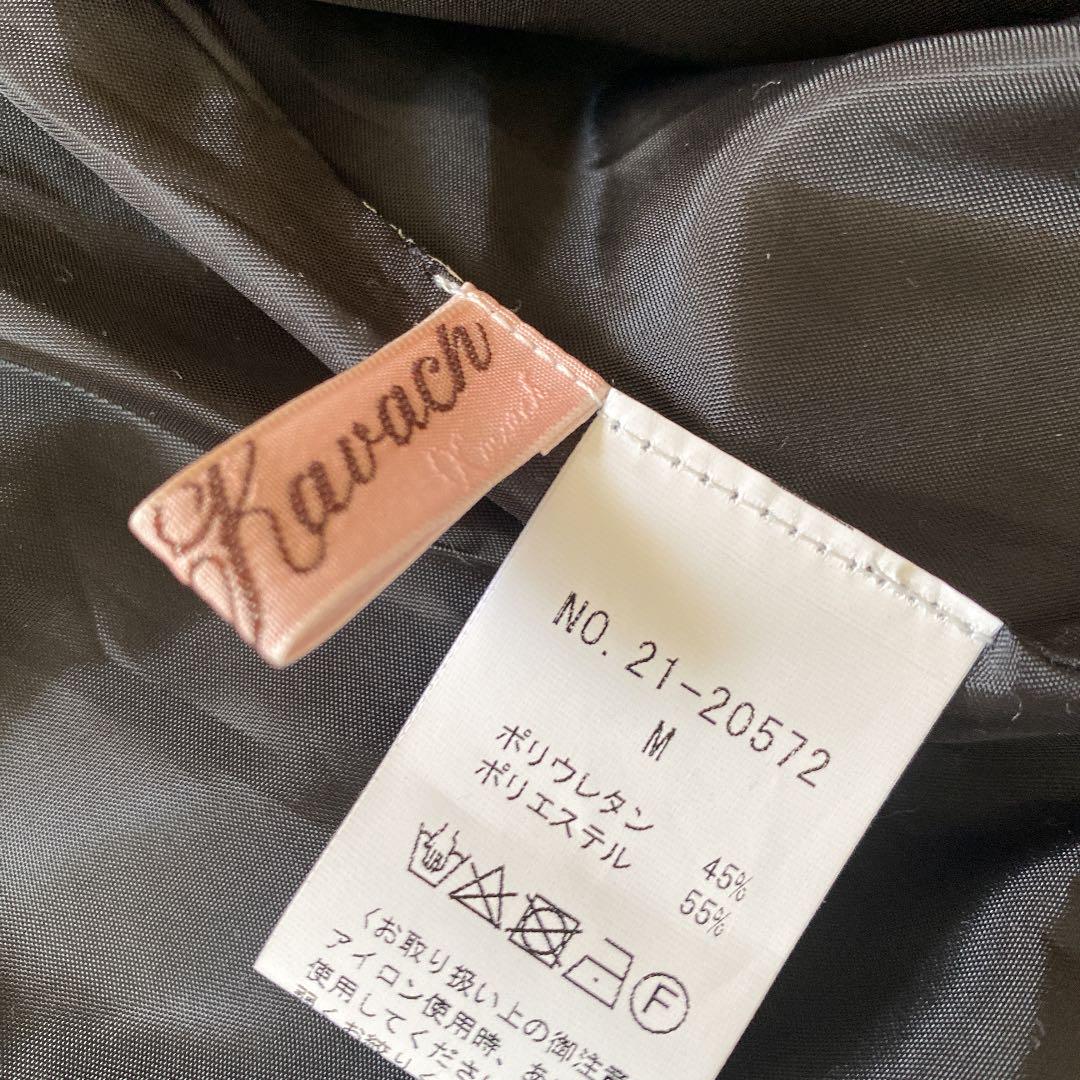 Kavach
NO. 21-20572
M
ポリウレタン 45%
ポリエステル 55%
F
〈お取り扱い上の御注意
アイロン使用時、あ
使用してくださ